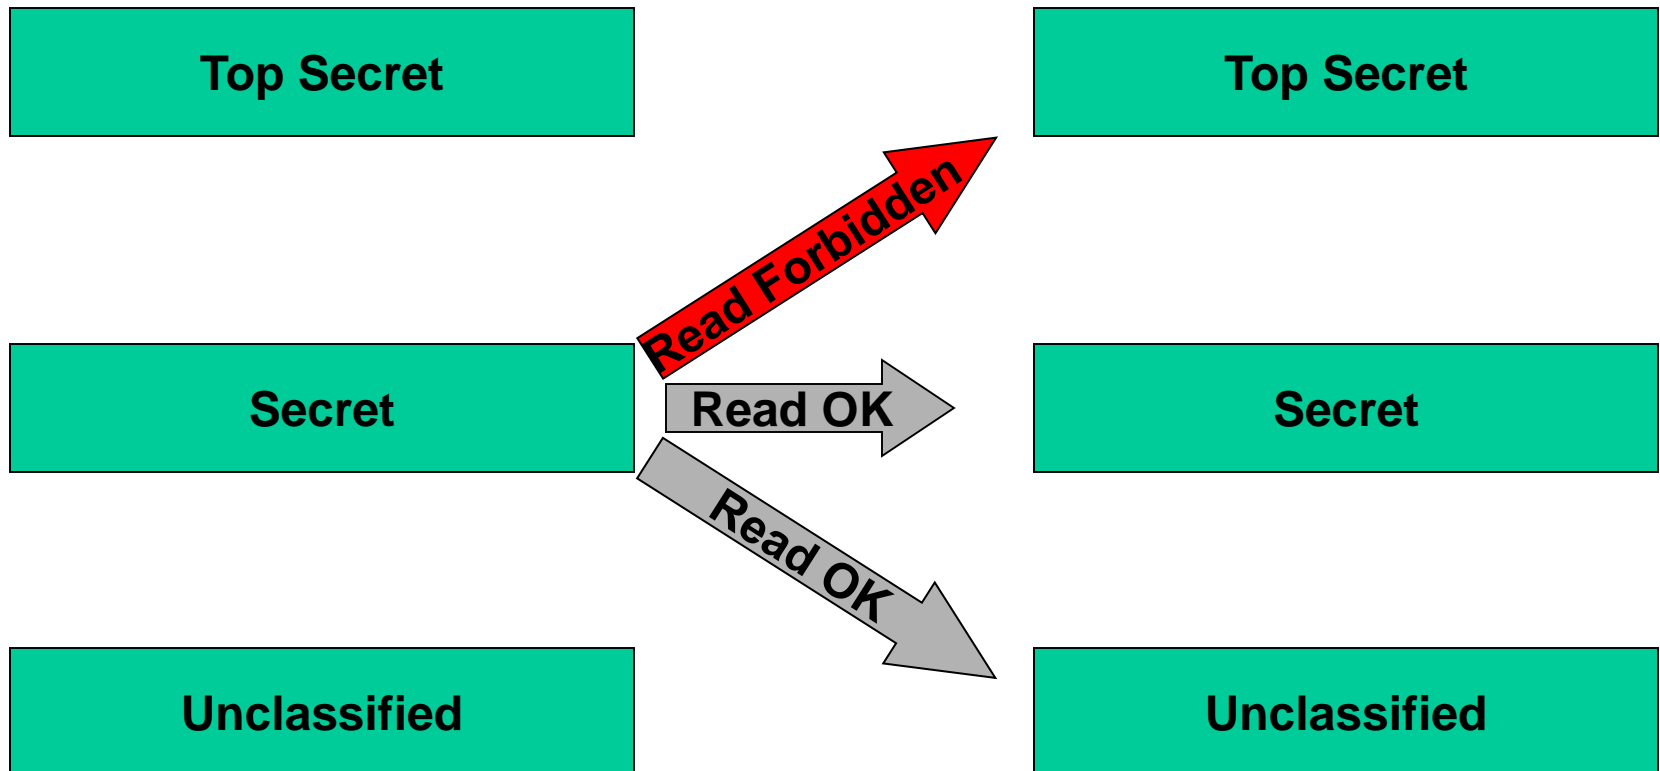 Top Secret
Top Secret
Read Forbidden
Secret
Read OK
Secret
Read OK
Unclassified
Unclassified